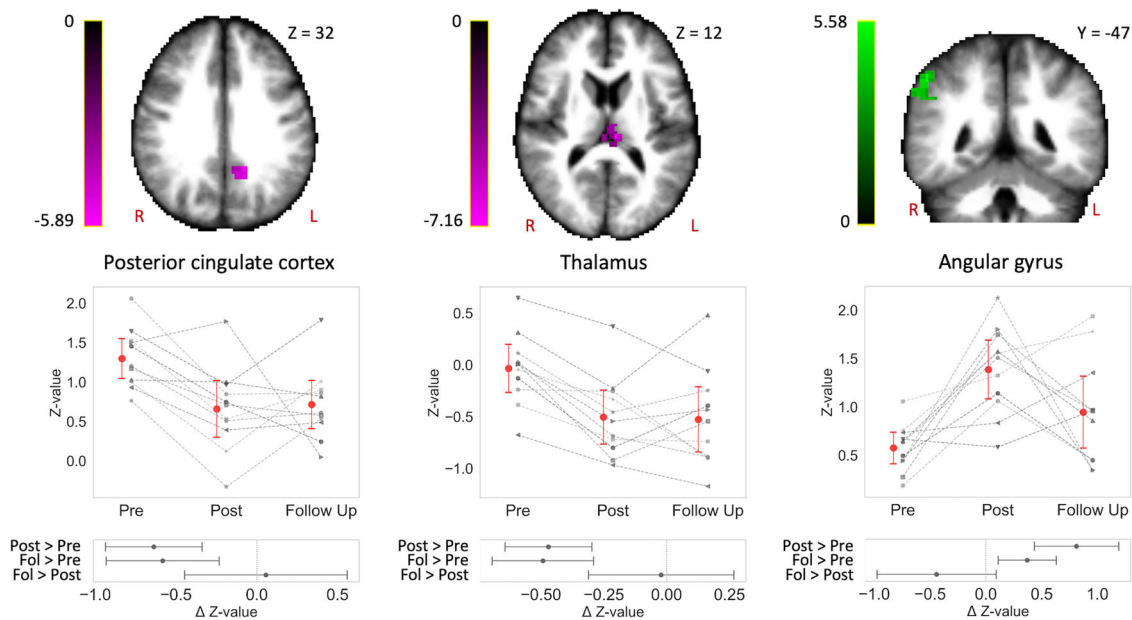 0
Z = 32
-5.89
R
L
0
Z = 12
-7.16
R
L
5.58
Y = -47
0
R
L
Posterior cingulate cortex
Thalamus
Angular gyrus
Z-value
2.0
1.5
1.0
0.5
0.0
Pre Post Follow Up
Z-value
0.5
0.0
−0.5
−1.0
Pre Post Follow Up
Z-value
2.0
1.5
1.0
0.5
Pre Post Follow Up
Post > Pre
Fol > Pre
Fol > Post
−1.0 −0.5 0.0 0.5
Δ Z-value
Post > Pre
Fol > Pre
Fol > Post
−0.50 −0.25 0.00 0.25
Δ Z-value
Post > Pre
Fol > Pre
Fol > Post
−1.0 −0.5 0.0 0.5 1.0
Δ Z-value